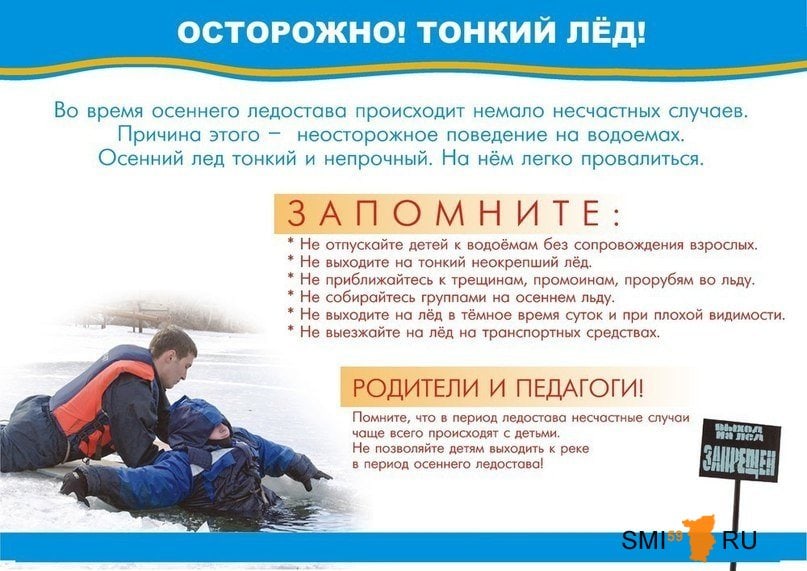 ОСТОРОЖНО! ТОНКИЙ ЛЁД!
Во время осеннего ледостава происходит немало несчастных случаев.
Причина этого – неосторожное поведение на водоемах.
Осенний лед тонкий и непрочный. На нём легко провалиться.
ЗАПОМНИТЕ:
* Не отпускайте детей к водоёмам без сопровождения взрослых.
* Не выходите на тонкий неокрепший лёд.
* Не приближайтесь к трещинам, промоинам, прорубям во льду.
* Не собирайтесь группами на осеннем льду.
* Не выходите на лёд в тёмное время суток и при плохой видимости.
* Не выезжайте на лёд на транспортных средствах.
РОДИТЕЛИ И ПЕДАГОГИ!
Помните, что в период ледостава несчастные случаи
чаще всего происходят с детьми.
Не позволяйте детям выходить к реке
в период осеннего ледостава!
ВЫХОД
НА ЛЕД
ЗАПРЕЩЕН
SMI59 RU